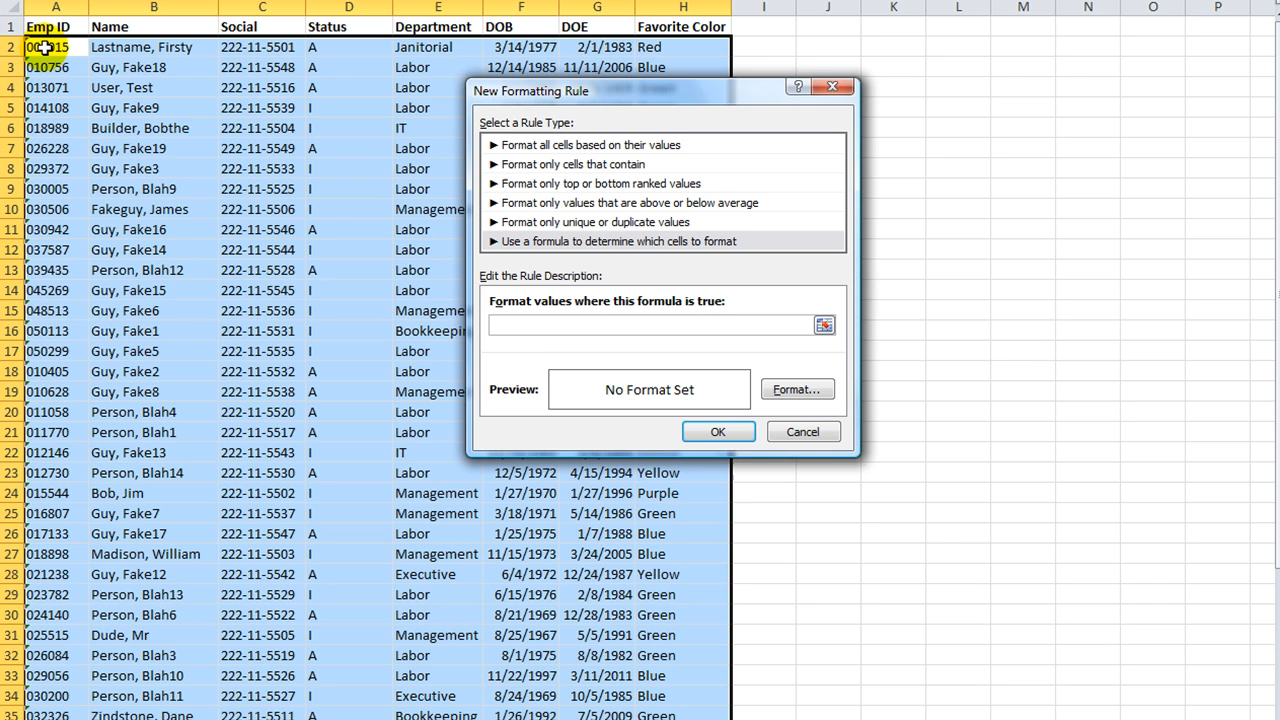 A B C D E F G H I J K L M N O P
1 Emp ID Name Social Status Department DOB DOE Favorite Color
2 Lastname, Firsty 222-11-5501 A Janitorial 3/14/1977 2/1/1983 Red
3 010756 Guy, Fake18 222-11-5548 A Labor 12/14/1985 11/11/2006 Blue
4 013071 User, Test 222-11-5516 A Labor
5 014108 Guy, Fake9 222-11-5539 I Labor
6 018989 Builder, Bobthe 222-11-5504 I IT
7 026228 Guy, Fake19 222-11-5549 A Labor
8 029372 Guy, Fake3 222-11-5533 I Labor
9 030005 Person, Blah9 222-11-5525 I Labor
10 030506 Fakeguy, James 222-11-5506 I Manageme
11 030942 Guy, Fake16 222-11-5546 A Labor
12 037587 Guy, Fake14 222-11-5544 I Labor
13 039435 Person, Blah12 222-11-5528 A Labor
14 045269 Guy, Fake15 222-11-5545 I Labor
15 048513 Guy, Fake6 222-11-5536 I Manageme
16 050113 Guy, Fake1 222-11-5531 I Bookkeepi
17 050299 Guy, Fake5 222-11-5535 I Labor
18 010405 Guy, Fake2 222-11-5532 A Labor
19 010628 Guy, Fake8 222-11-5538 A Manageme
20 011058 Person, Blah4 222-11-5520 A Labor
21 011770 Person, Blah1 222-11-5517 A Labor
22 012146 Guy, Fake13 222-11-5543 I IT
23 012730 Person, Blah14 222-11-5530 A Labor 12/5/1972 4/15/1994 Yellow
24 015544 Bob, Jim 222-11-5502 I Management 1/27/1970 1/27/1996 Purple
25 016807 Guy, Fake7 222-11-5537 I Management 3/18/1971 5/14/1986 Green
26 017133 Guy, Fake17 222-11-5547 A Labor 1/25/1975 1/7/1988 Blue
27 018898 Madison, William 222-11-5503 I Management 11/15/1973 3/24/2005 Blue
28 021238 Guy, Fake12 222-11-5542 A Executive 6/4/1972 12/24/1987 Yellow
29 023782 Person, Blah13 222-11-5529 I Labor 6/15/1976 2/8/1984 Green
30 024140 Person, Blah6 222-11-5522 A Labor 8/21/1969 12/28/1983 Green
31 025515 Dude, Mr 222-11-5505 I Management 8/25/1967 5/5/1991 Green
32 026084 Person, Blah3 222-11-5519 A Labor 8/1/1975 8/8/1982 Green
33 029056 Person, Blah10 222-11-5526 A Labor 11/22/1997 3/11/2011 Blue
34 030200 Person, Blah11 222-11-5527 I Executive 8/24/1969 10/5/1985 Blue
35 032326 Zindstone, Dane 222-11-5511 A Bookkeeping 1/26/1992 7/5/2009 Green
New Formatting Rule
Select a Rule Type:
► Format all cells based on their values
► Format only cells that contain
► Format only top or bottom ranked values
► Format only values that are above or below average
► Format only unique or duplicate values
► Use a formula to determine which cells to format
Edit the Rule Description:
Format values where this formula is true:
Preview: No Format Set Format...
OK Cancel